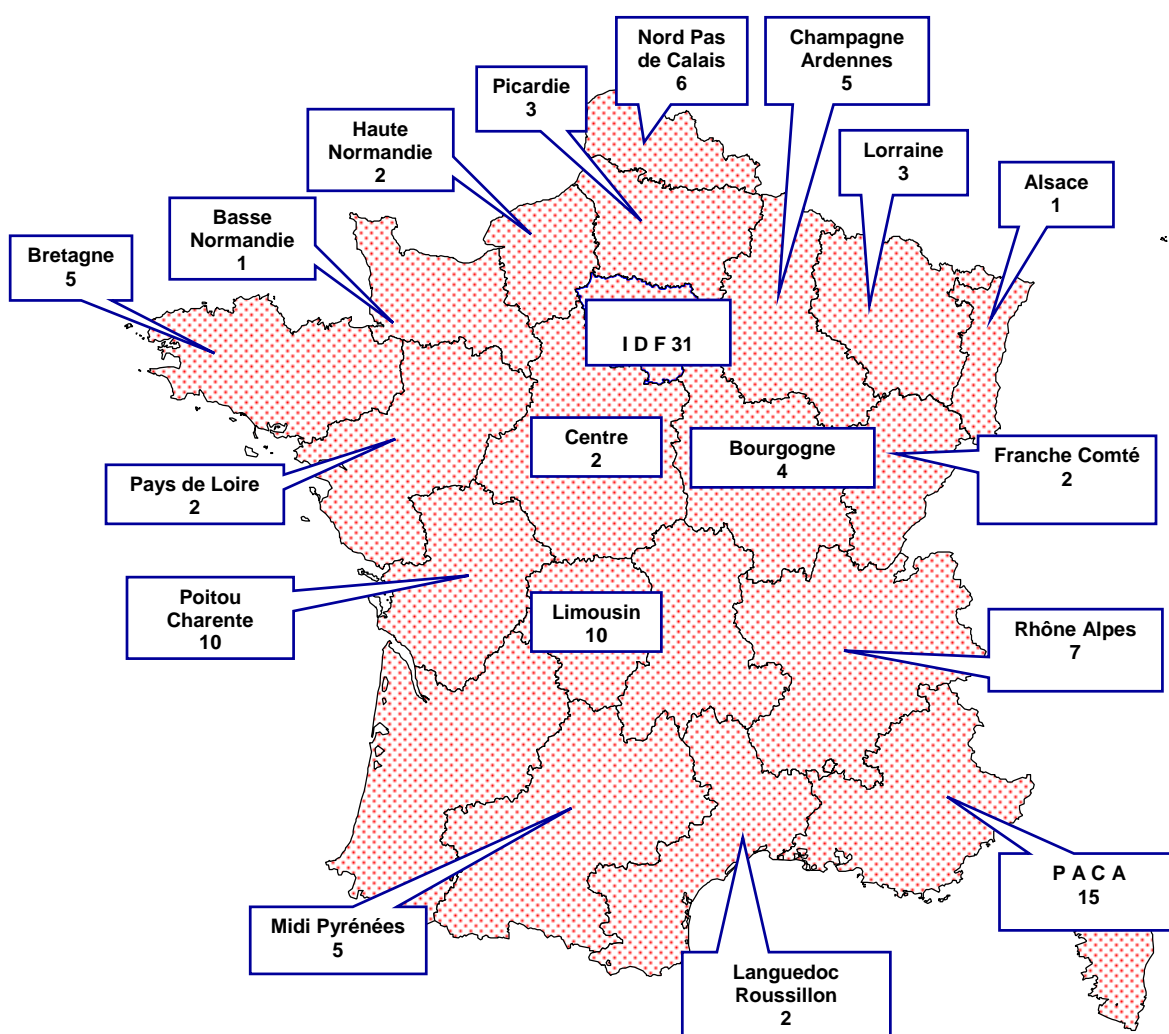 Nord Pas
de Calais
6
Champagne
Ardennes
5
Picardie
3
Haute
Normandie
2
Lorraine
3
Alsace
1
Basse
Normandie
1
Bretagne
5
I D F 31
Centre
2
Bourgogne
4
Franche Comté
2
Pays de Loire
2
Poitou
Charente
10
Limousin
10
Rhône Alpes
7
P A C A
15
Midi Pyrénées
5
Languedoc
Roussillon
2